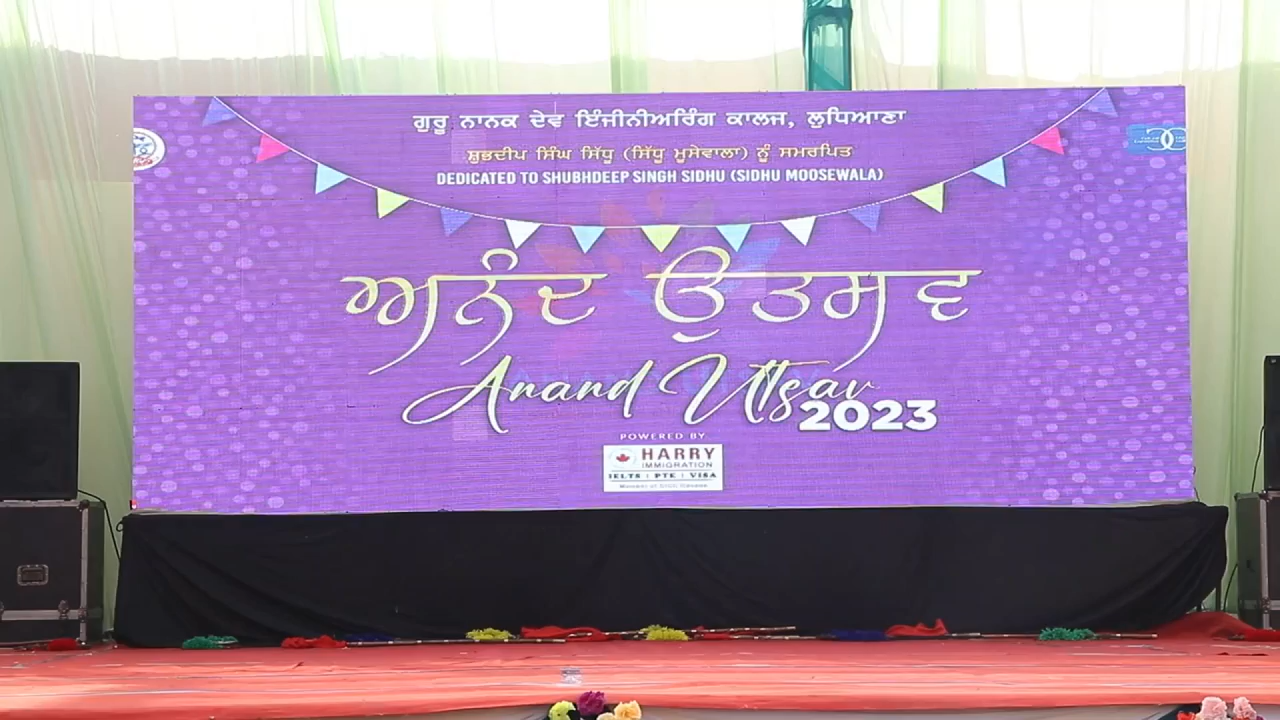 ਗੁਰੂ ਨਾਨਕ ਦੇਵ ਇੰਜੀਨੀਅਰਿੰਗ ਕਾਲਜ, ਲੁਧਿਆਣਾ
ਸ਼ੁਭਦੀਪ ਸਿੰਘ ਸਿੱਧੂ (ਸਿੱਧੂ ਮੂਸੇਵਾਲਾ) ਨੂੰ ਸਮਰਪਿਤ
DEDICATED TO SHUBHDEEP SINGH SIDHU (SIDHU MOOSEWALA)
ਅਨੰਦ ਉਤਸਵ
Anand Utsav
2023
POWERED BY
HARRY
IMMIGRATION
IELTS | PTE | VISA